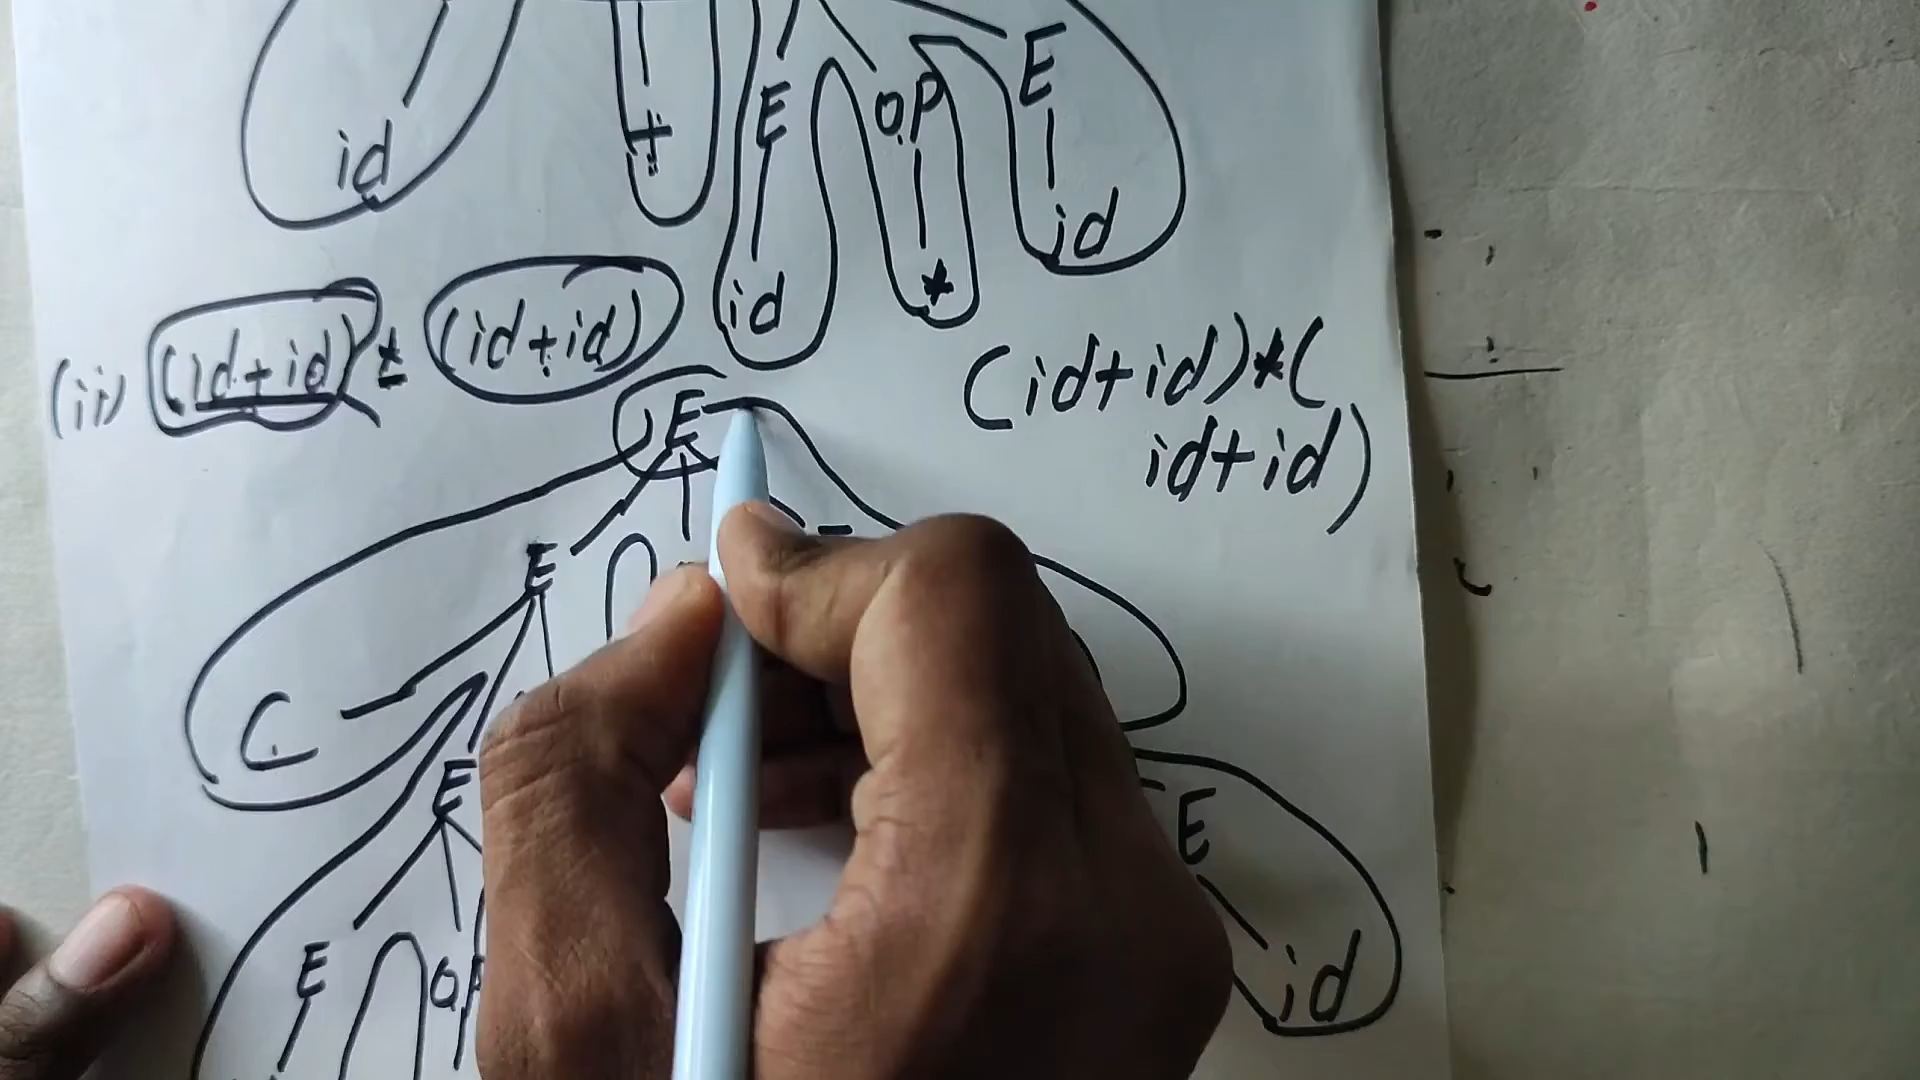 E
E OP
id + id
id *
(ii) (id+id) * (id+id)
(id+id)*(
id+id)
E
E
(
E E
E OP id